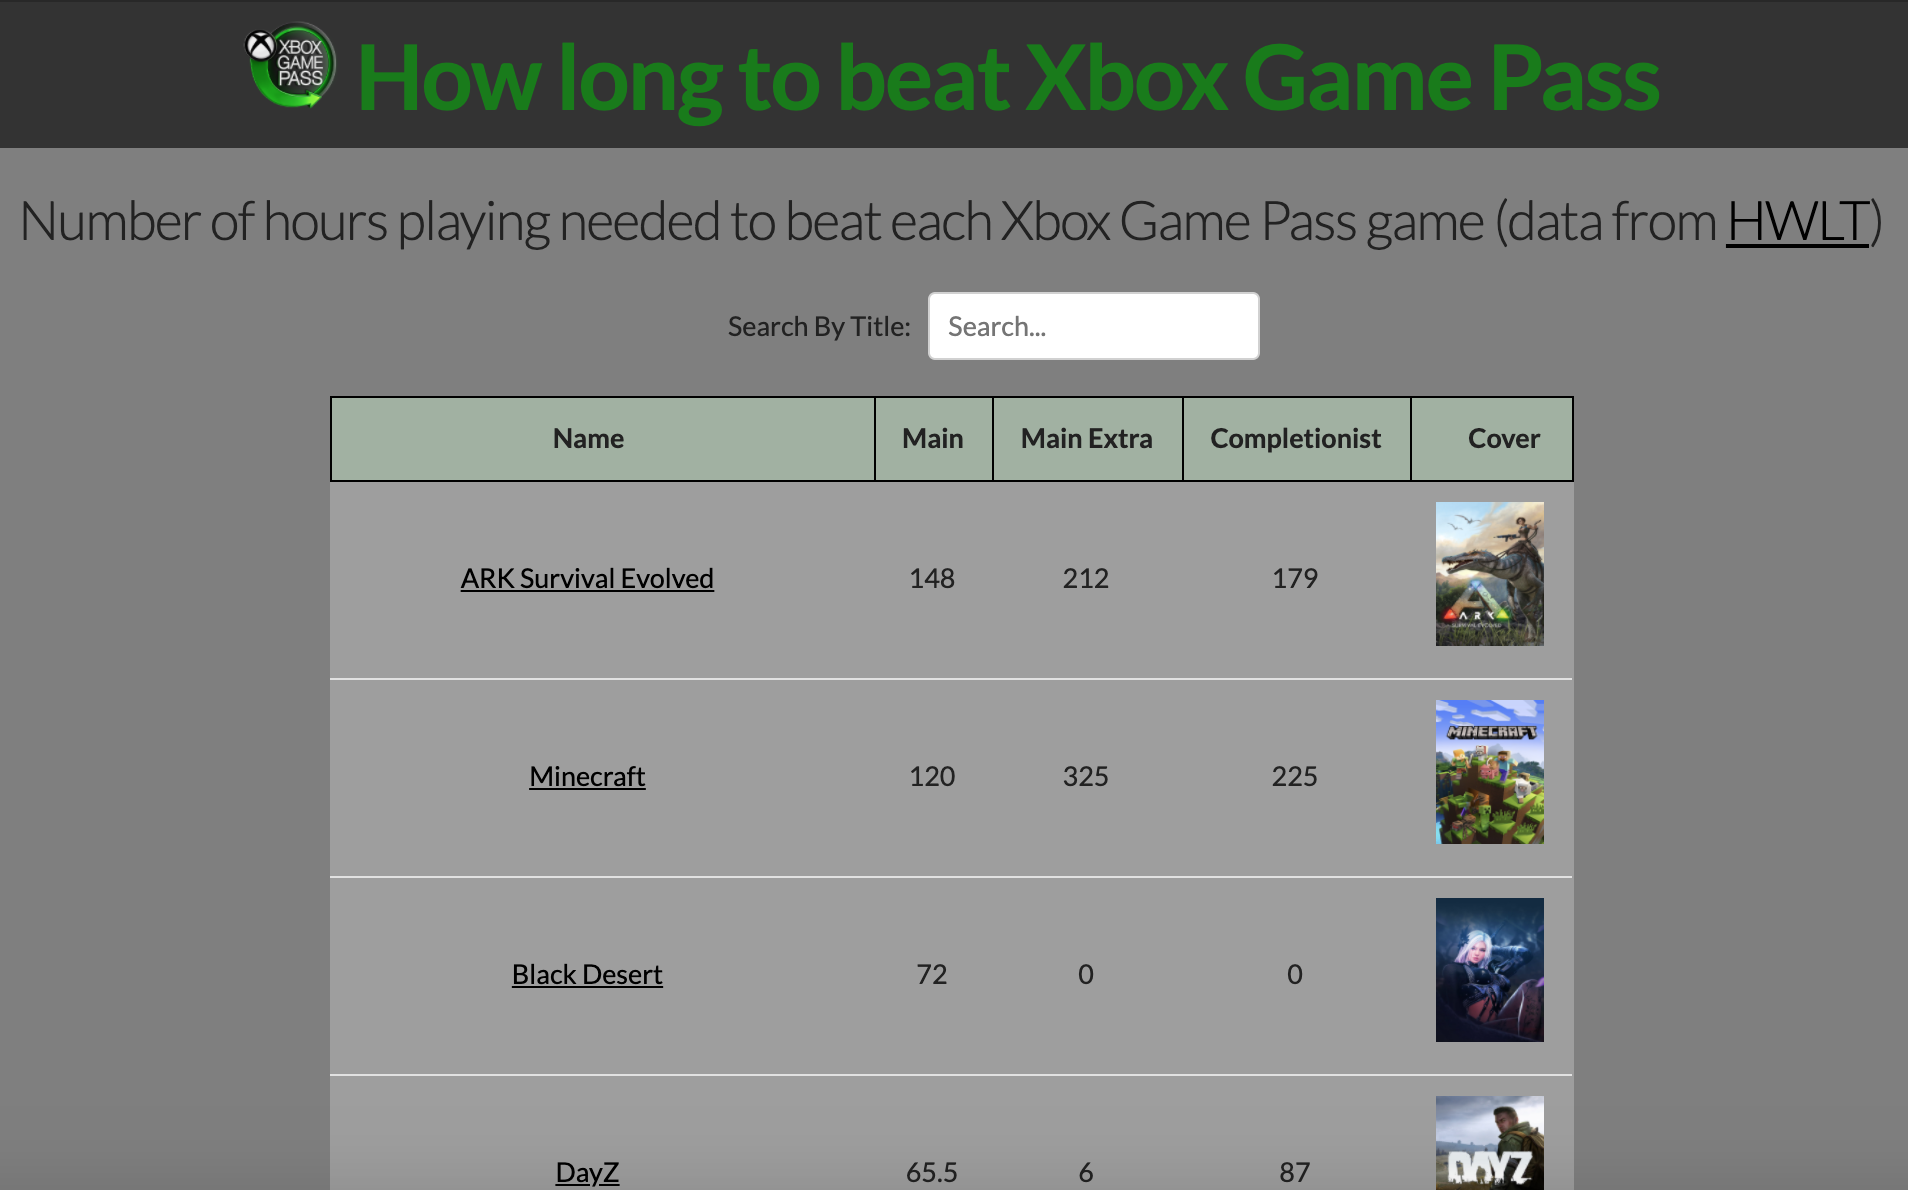 XBOX
GAME
PASS
How long to beat Xbox Game Pass
Number of hours playing needed to beat each Xbox Game Pass game (data from HWLT)
Search By Title: Search...
Name Main Main Extra Completionist Cover
ARK Survival Evolved 148 212 179
ARK
SURVIVAL EVOLVED
Minecraft 120 325 225
MINECRAFT
Black Desert 72 0 0
DayZ 65.5 6 87
DAYZ